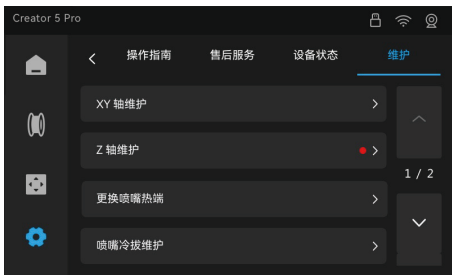 Creator 5 Pro
操作指南 售后服务 设备状态 维护
XY 轴维护
Z 轴维护
1 / 2
更换喷嘴热端
喷嘴冷拔维护